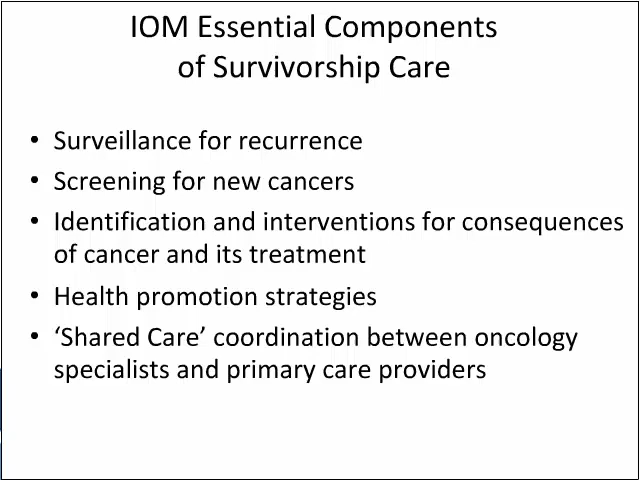 IOM Essential Components
of Survivorship Care
• Surveillance for recurrence
• Screening for new cancers
• Identification and interventions for consequences
of cancer and its treatment
• Health promotion strategies
• ‘Shared Care’ coordination between oncology
specialists and primary care providers